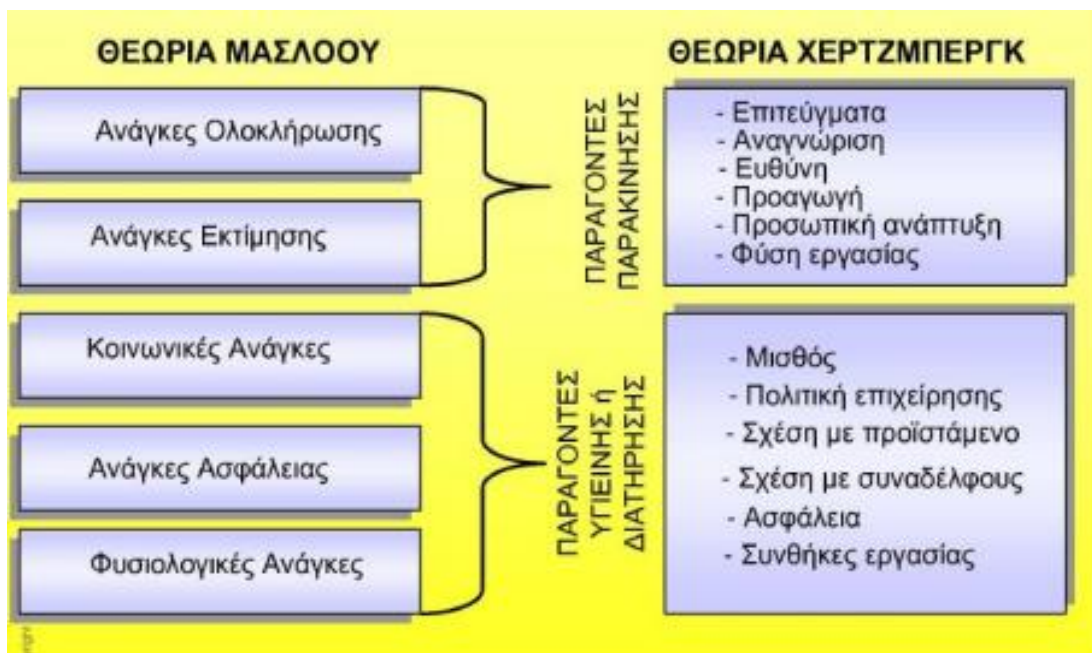 ΘΕΩΡΙΑ ΜΑΣΛΟΟΥ
Ανάγκες Ολοκλήρωσης
Ανάγκες Εκτίμησης
Κοινωνικές Ανάγκες
Ανάγκες Ασφάλειας
Φυσιολογικές Ανάγκες
ΠΑΡΑΓΟΝΤΕΣ
ΠΑΡΑΚΙΝΗΣΗΣ
ΠΑΡΑΓΟΝΤΕΣ
ΥΓΙΕΙΝΗΣ ή
ΔΙΑΤΗΡΗΣΗΣ
ΘΕΩΡΙΑ ΧΕΡΤΖΜΠΕΡΓΚ
- Επιτεύγματα
- Αναγνώριση
- Ευθύνη
- Προαγωγή
- Προσωπική ανάπτυξη
- Φύση εργασίας
- Μισθός
- Πολιτική επιχείρησης
- Σχέση με προϊστάμενο
- Σχέση με συναδέλφους
- Ασφάλεια
- Συνθήκες εργασίας